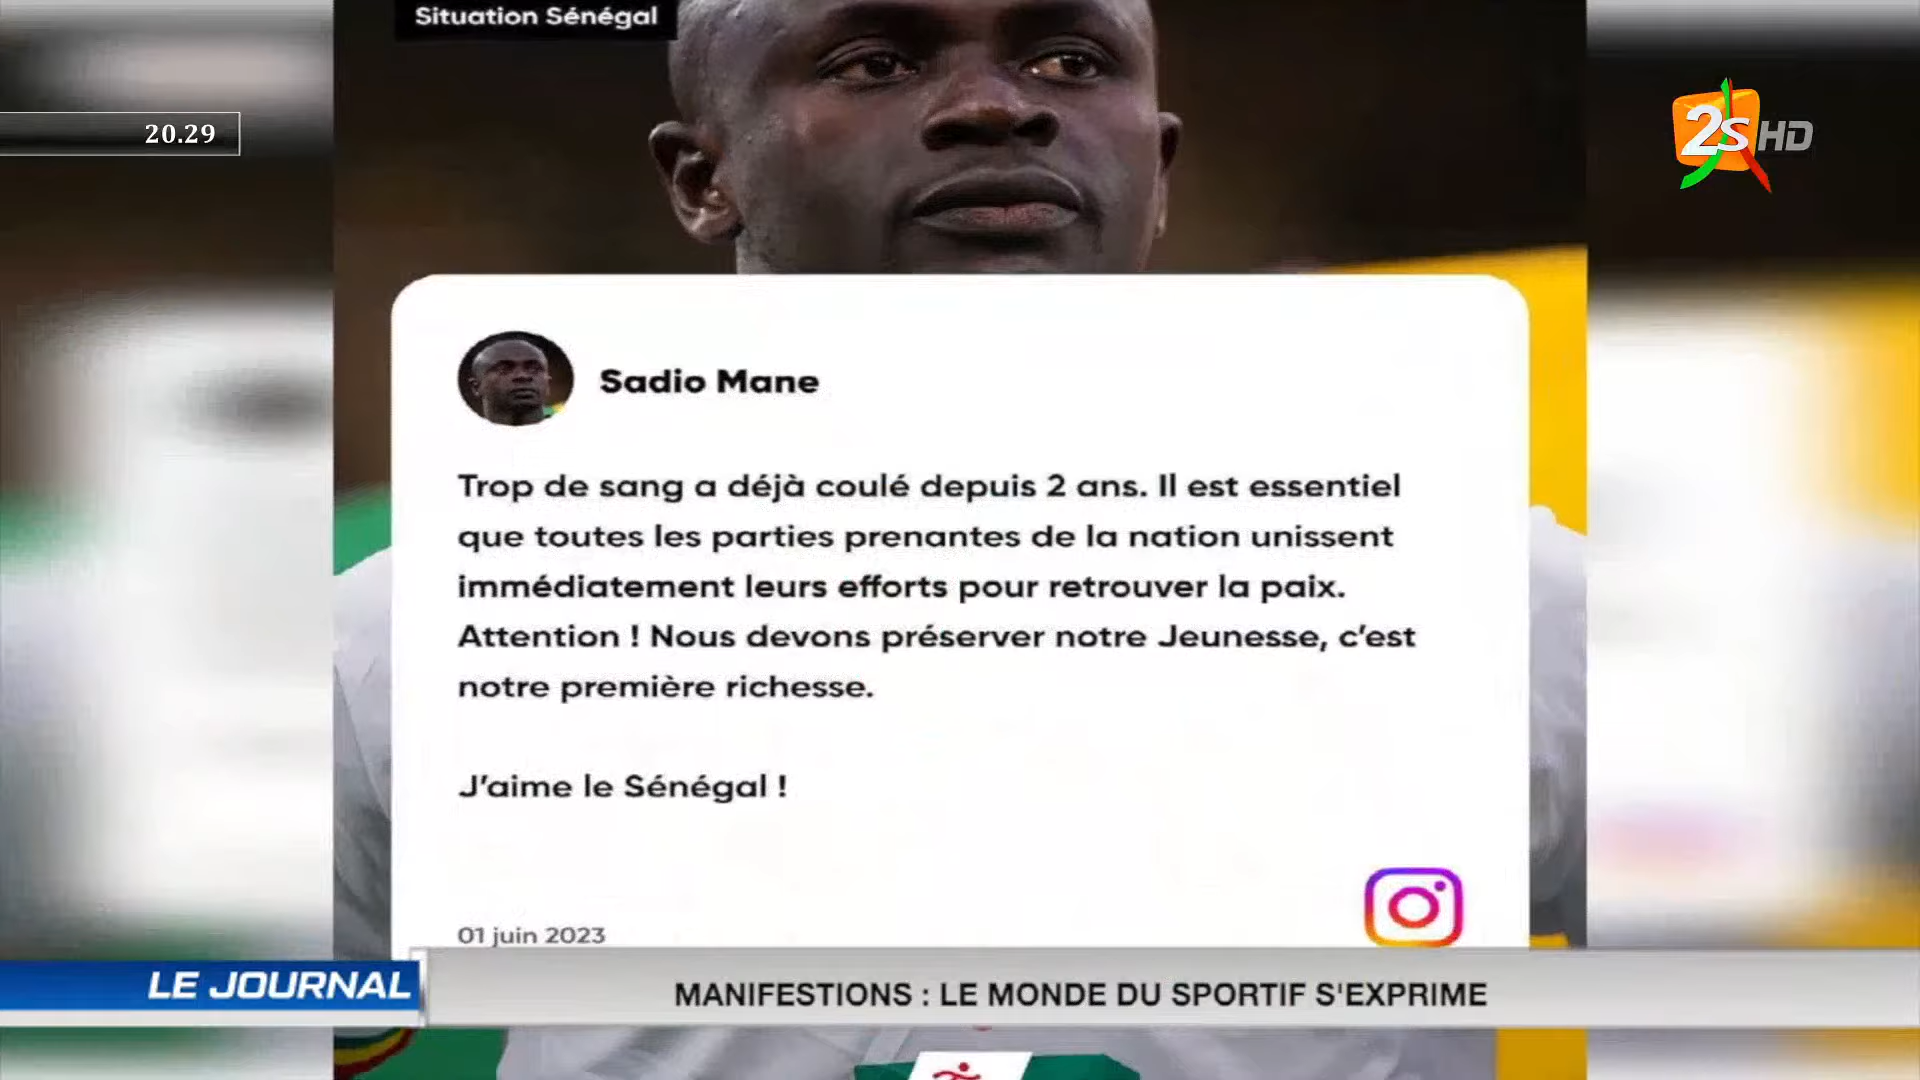 Situation Sénégal
20.29
2S HD
Sadio Mane
Trop de sang a déjà coulé depuis 2 ans. Il est essentiel
que toutes les parties prenantes de la nation unissent
immédiatement leurs efforts pour retrouver la paix.
Attention ! Nous devons préserver notre Jeunesse, c’est
notre première richesse.
J’aime le Sénégal !
01 juin 2023
LE JOURNAL
MANIFESTIONS : LE MONDE DU SPORTIF S'EXPRIME